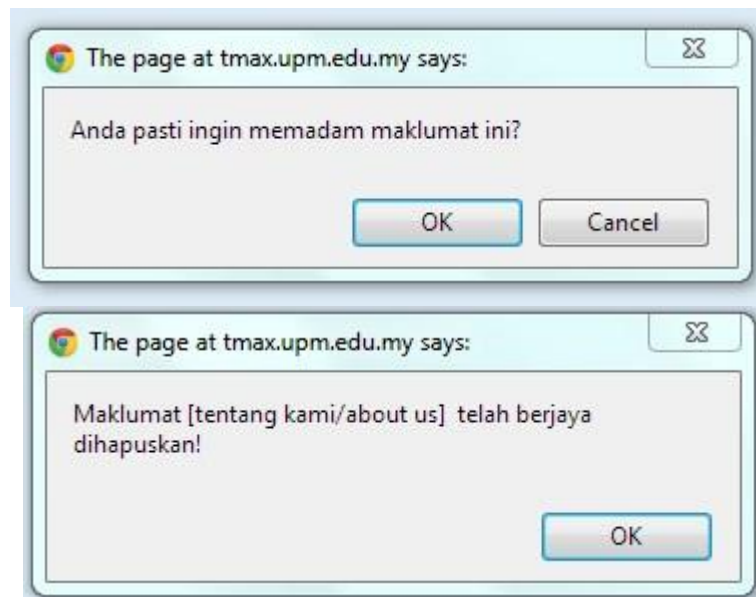 The page at tmax.upm.edu.my says:
Anda pasti ingin memadam maklumat ini?
OK
Cancel
The page at tmax.upm.edu.my says:
Maklumat [tentang kami/about us]  telah berjaya
dihapuskan!
OK